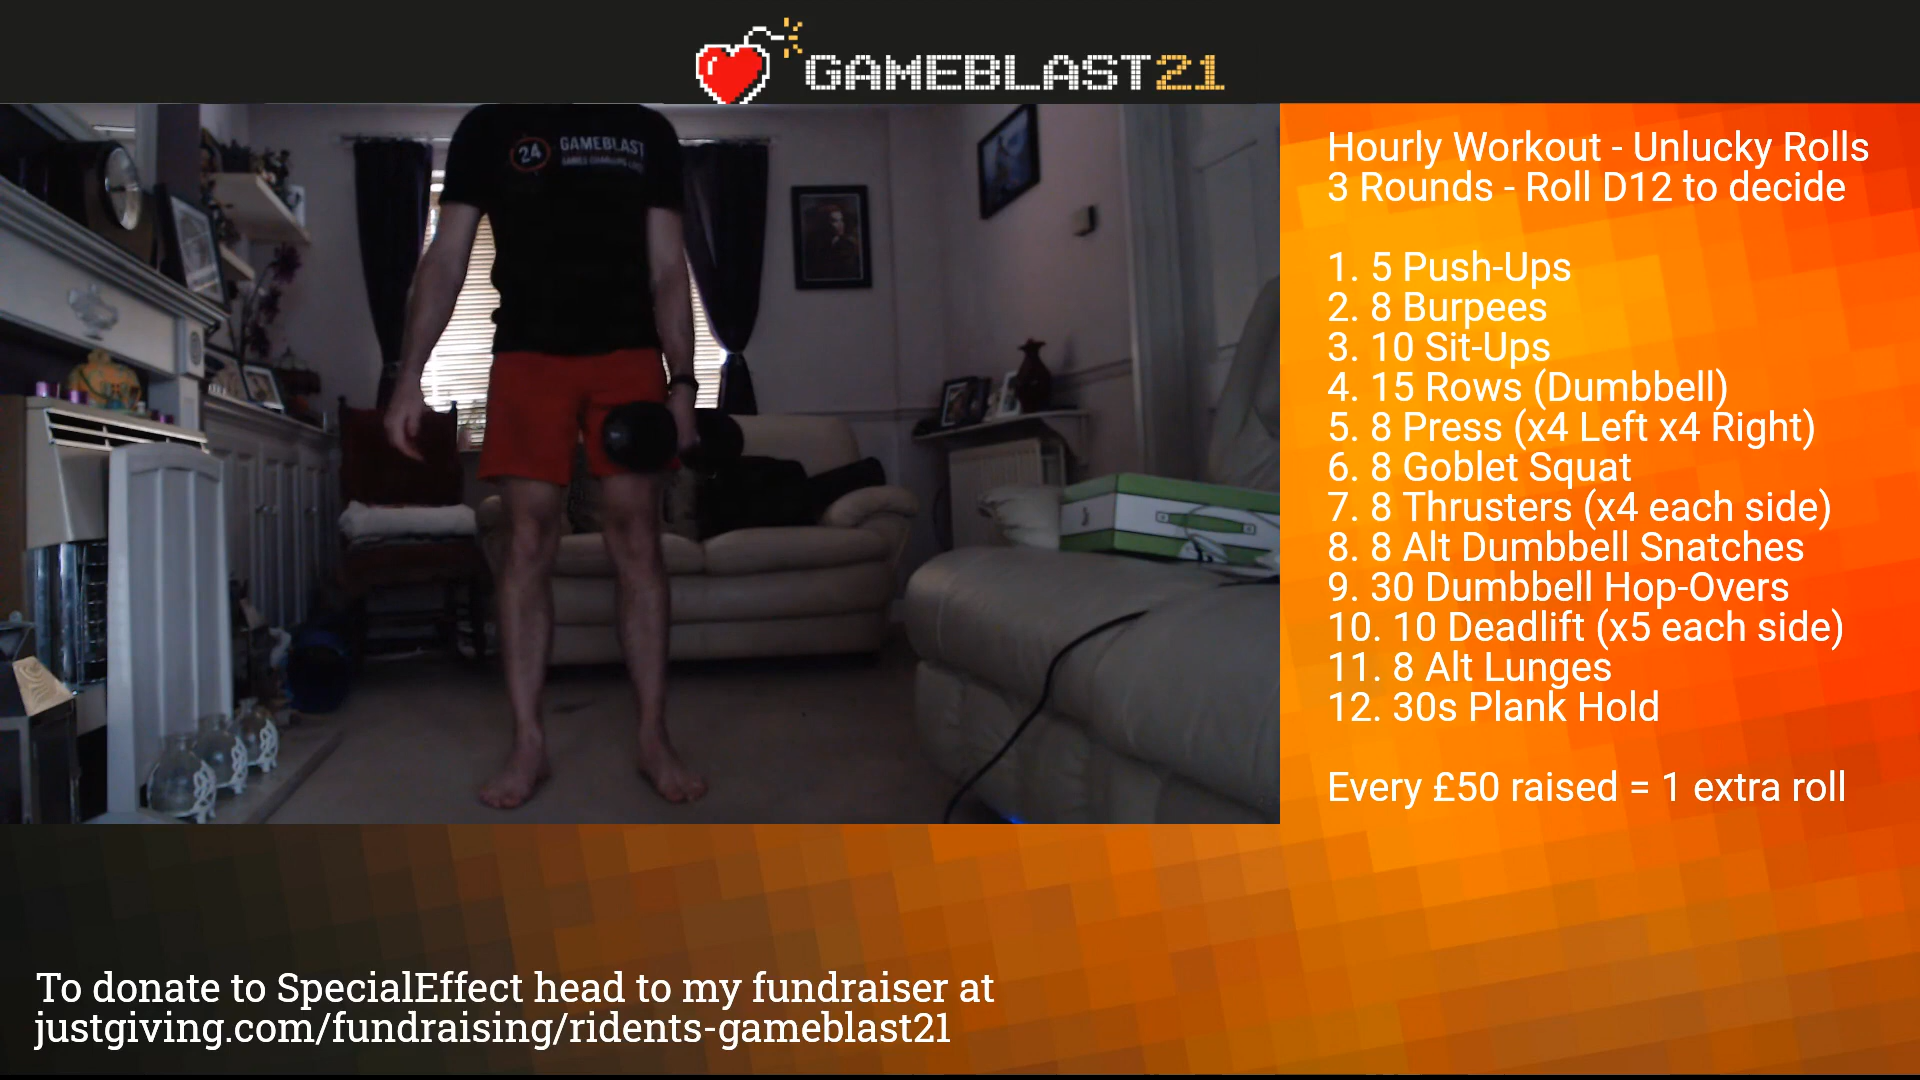 GAMEBLAST21
24 GAMEBLAST
Hourly Workout - Unlucky Rolls
3 Rounds - Roll D12 to decide
1. 5 Push-Ups
2. 8 Burpees
3. 10 Sit-Ups
4. 15 Rows (Dumbbell)
5. 8 Press (x4 Left x4 Right)
6. 8 Goblet Squat
7. 8 Thrusters (x4 each side)
8. 8 Alt Dumbbell Snatches
9. 30 Dumbbell Hop-Overs
10. 10 Deadlift (x5 each side)
11. 8 Alt Lunges
12. 30s Plank Hold
Every £50 raised = 1 extra roll
To donate to SpecialEffect head to my fundraiser at
justgiving.com/fundraising/ridents-gameblast21